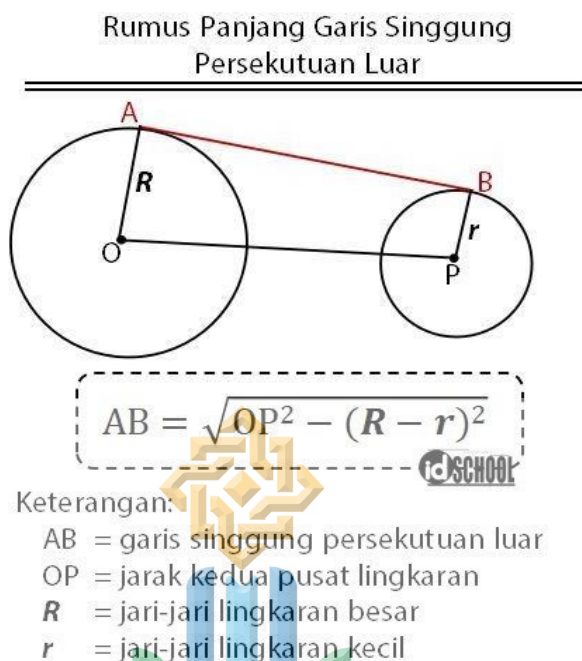 Rumus Panjang Garis Singgung
Persekutuan Luar
A
B
R
r
O
P
AB = √OP² − (R − r)²
idSCHOOL
Keterangan:
AB = garis singgung persekutuan luar
OP = jarak kedua pusat lingkaran
R = jari-jari lingkaran besar
r = jari-jari lingkaran kecil